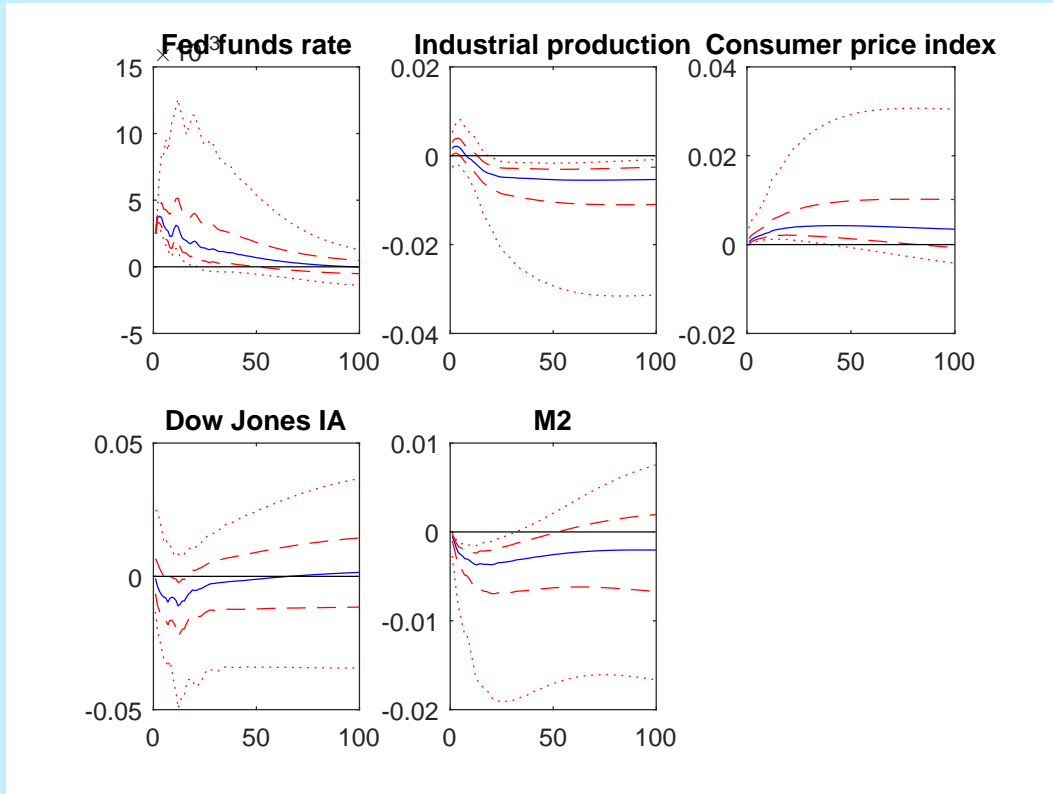 Fed funds rate
× 10⁻³
15
10
5
0
-5
0 50 100
Industrial production
0.02
0
-0.02
-0.04
0 50 100
Consumer price index
0.04
0.02
0
-0.02
0 50 100
Dow Jones IA
0.05
0
-0.05
0 50 100
M2
0.01
0
-0.01
-0.02
0 50 100